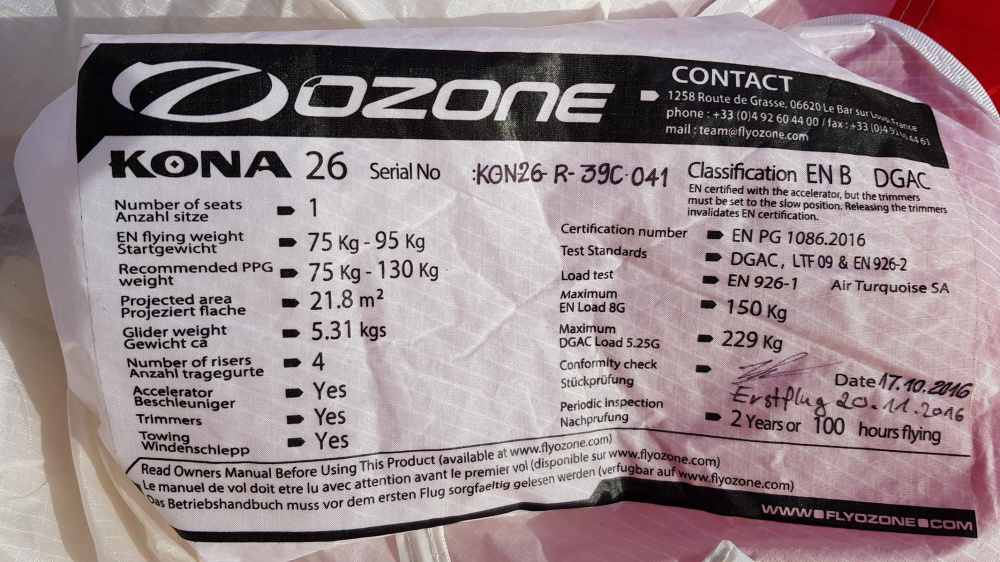 OZONE
CONTACT
1258 Route de Grasse, 06620 Le Bar sur Loup, France
phone : +33 (0)4 92 60 44 00 / fax : +33 (0)4 92 60 44 63
mail : team@flyozone.com
KONA 26 Serial No :KON26-R-39C-041
Classification EN B DGAC
EN certified with the accelerator, but the trimmers
must be set to the slow position. Releasing the trimmers
invalidates EN certification.
Number of seats
Anzahl sitze 1
EN flying weight
Startgewicht 75 Kg - 95 Kg
Recommended PPG
weight 75 Kg - 130 Kg
Projected area
Projeziert flache 21.8 m²
Glider weight
Gewicht ca 5.31 kgs
Number of risers
Anzahl tragegurte 4
Accelerator
Beschleuniger Yes
Trimmers Yes
Towing
Windenschlepp Yes
Certification number EN PG 1086.2016
Test Standards DGAC, LTF 09 & EN 926-2
Load test EN 926-1 Air Turquoise SA
Maximum
EN Load 8G 150 Kg
Maximum
DGAC Load 5.25G 229 Kg
Conformity check
Stückprüfung Date 17.10.2016
Erstflug 20.11.2016
Periodic inspection
Nachprufung 2 Years or 100 hours flying
Read Owners Manual Before Using This Product (available at www.flyozone.com)
Le manuel de vol doit etre lu avec attention avant le premier vol (disponible sur www.flyozone.com)
Das Betriebshandbuch muss vor dem ersten Flug sorgfaeltig gelesen werden (verfugbar auf www.flyozone.com)
WWW.FLYOZONE.COM